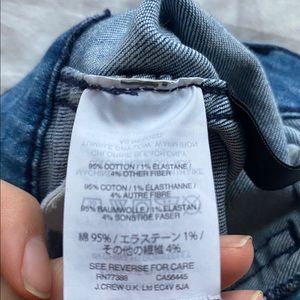 95% COTTON / 1% ELASTANE/
4% OTHER FIBER
95% COTON / 1% ÉLASTHANNE/
4% AUTRE FIBRE
95% BAUMWOLLE / 1% ELASTAN/
4% SONSTIGE FASER
綿 95% / エラステーン 1% /
その他の繊維 4%
SEE REVERSE FOR CARE
RN77388 CA56445
J.CREW U.K Ltd EC4V 6JA